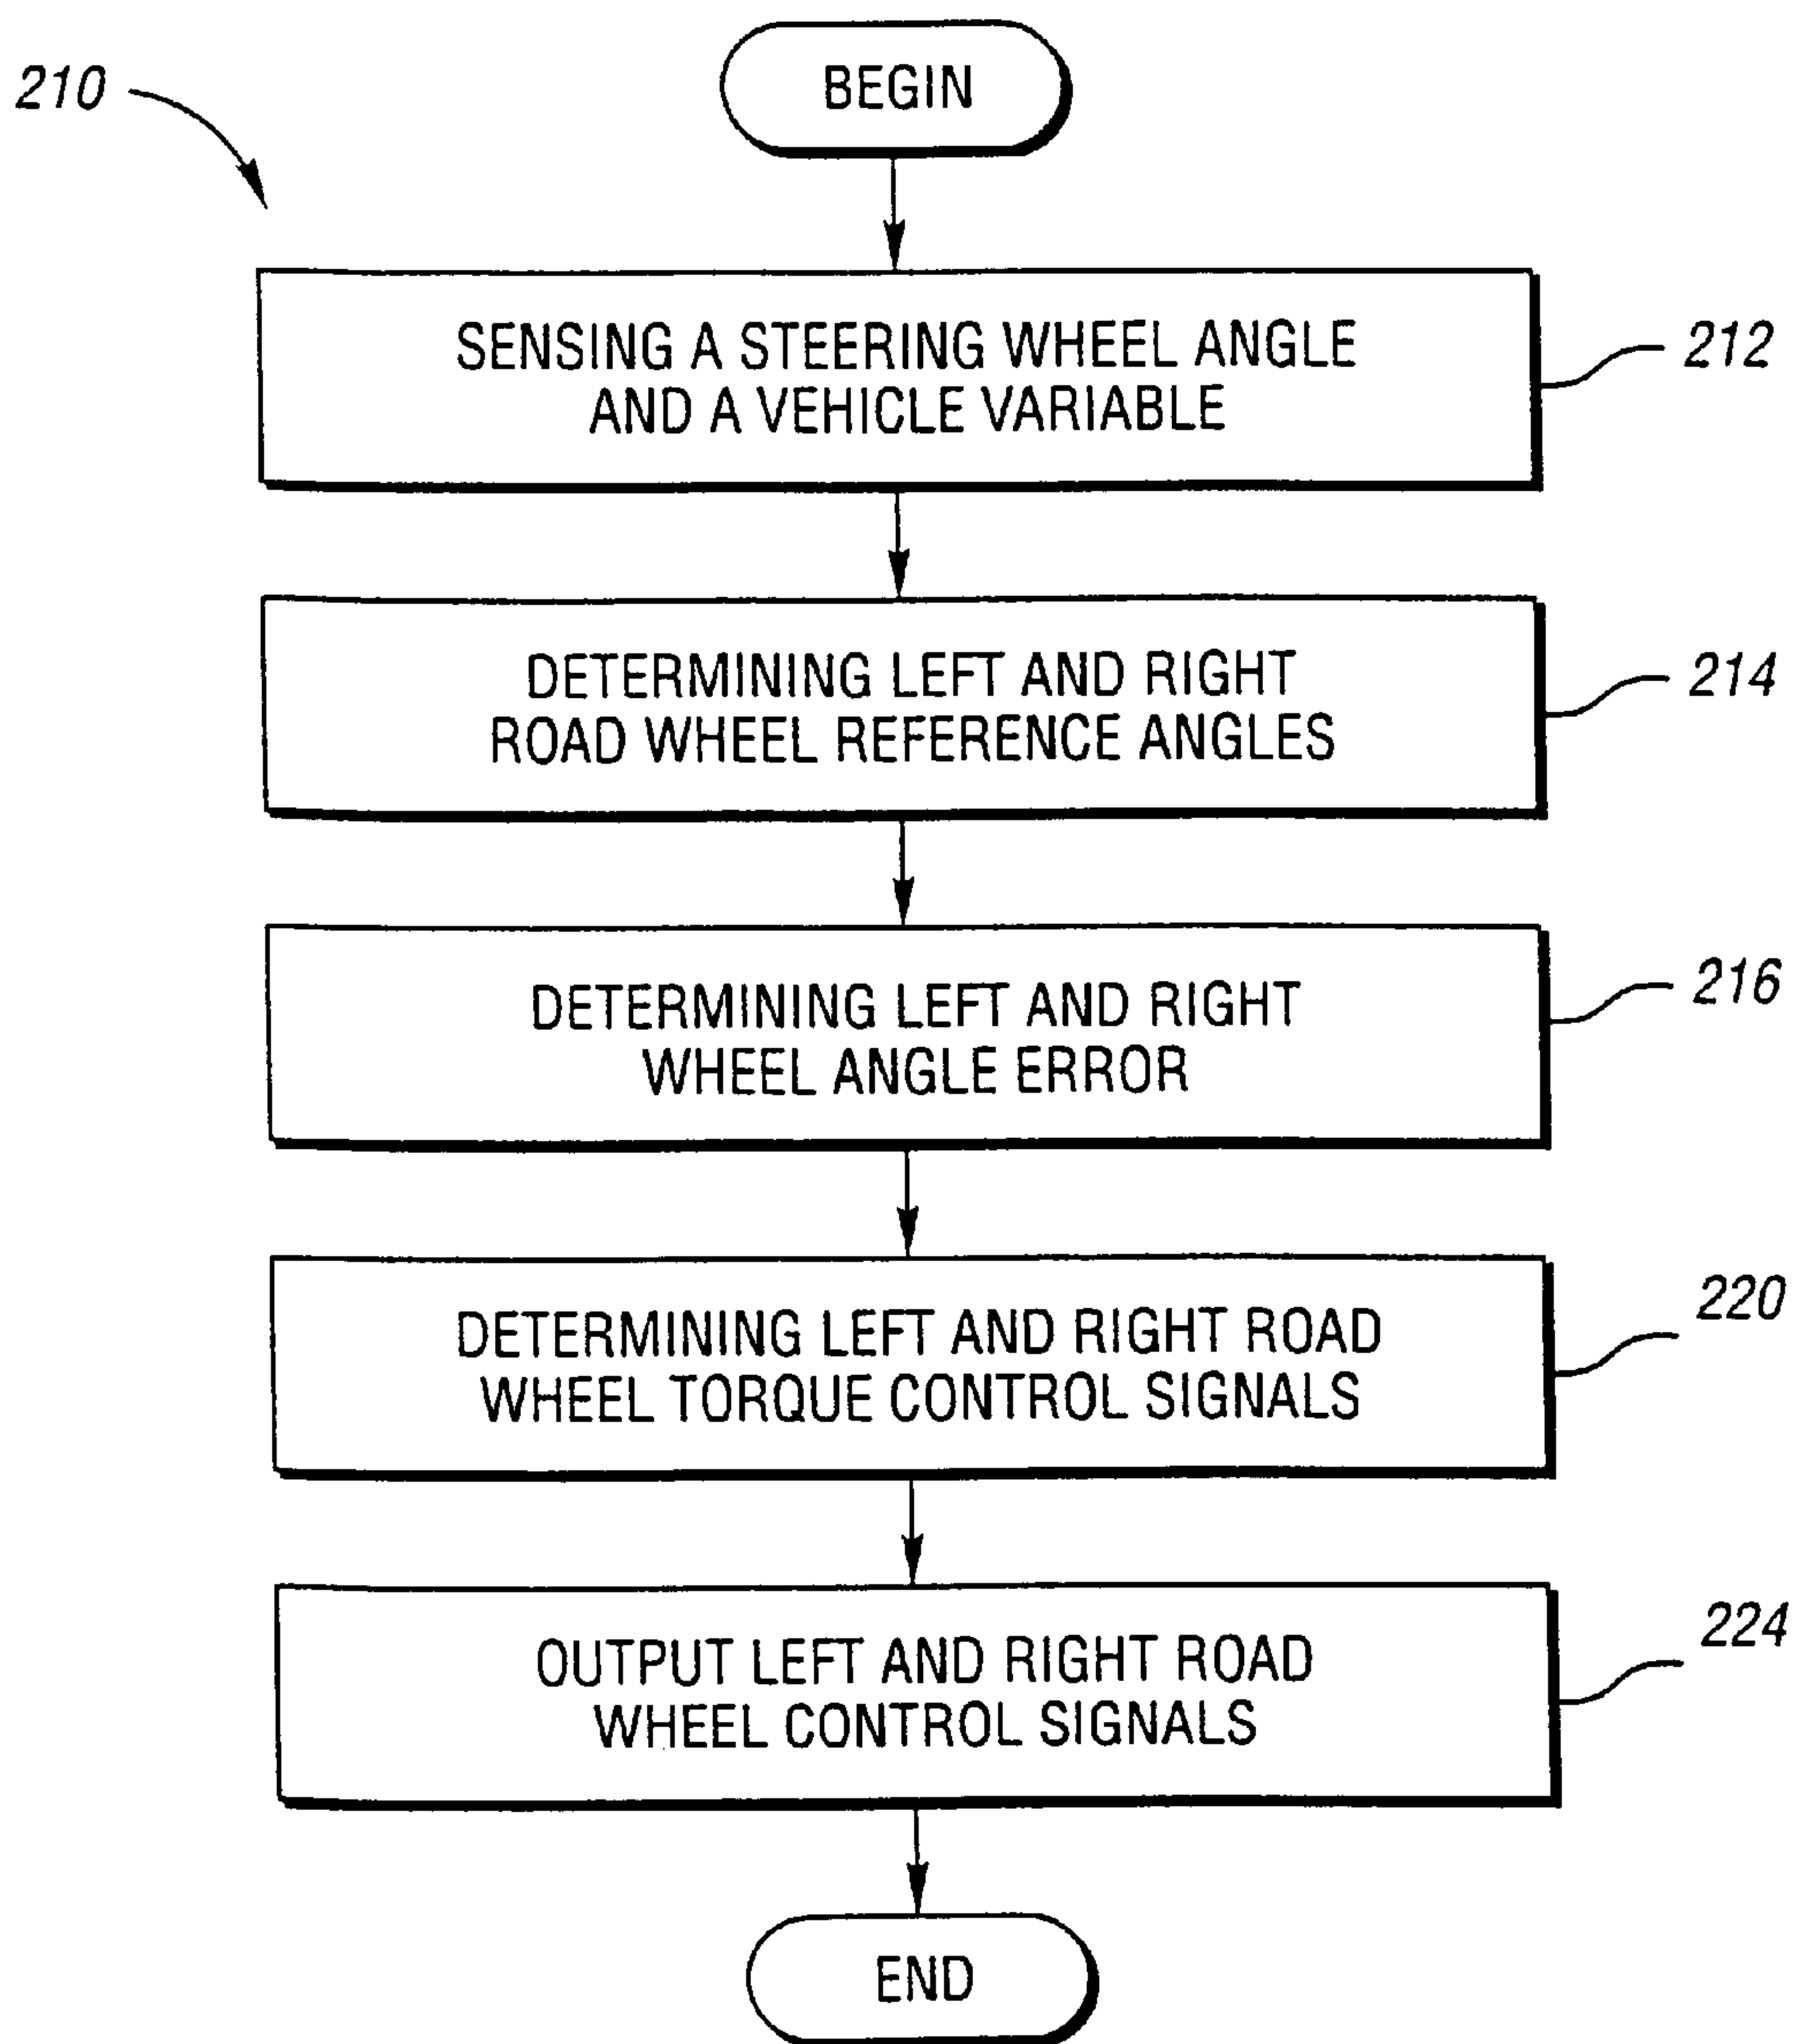 210
BEGIN
SENSING A STEERING WHEEL ANGLE
AND A VEHICLE VARIABLE
212
DETERMINING LEFT AND RIGHT
ROAD WHEEL REFERENCE ANGLES
214
DETERMINING LEFT AND RIGHT
WHEEL ANGLE ERROR
216
DETERMINING LEFT AND RIGHT ROAD
WHEEL TORQUE CONTROL SIGNALS
220
OUTPUT LEFT AND RIGHT ROAD
WHEEL CONTROL SIGNALS
224
END